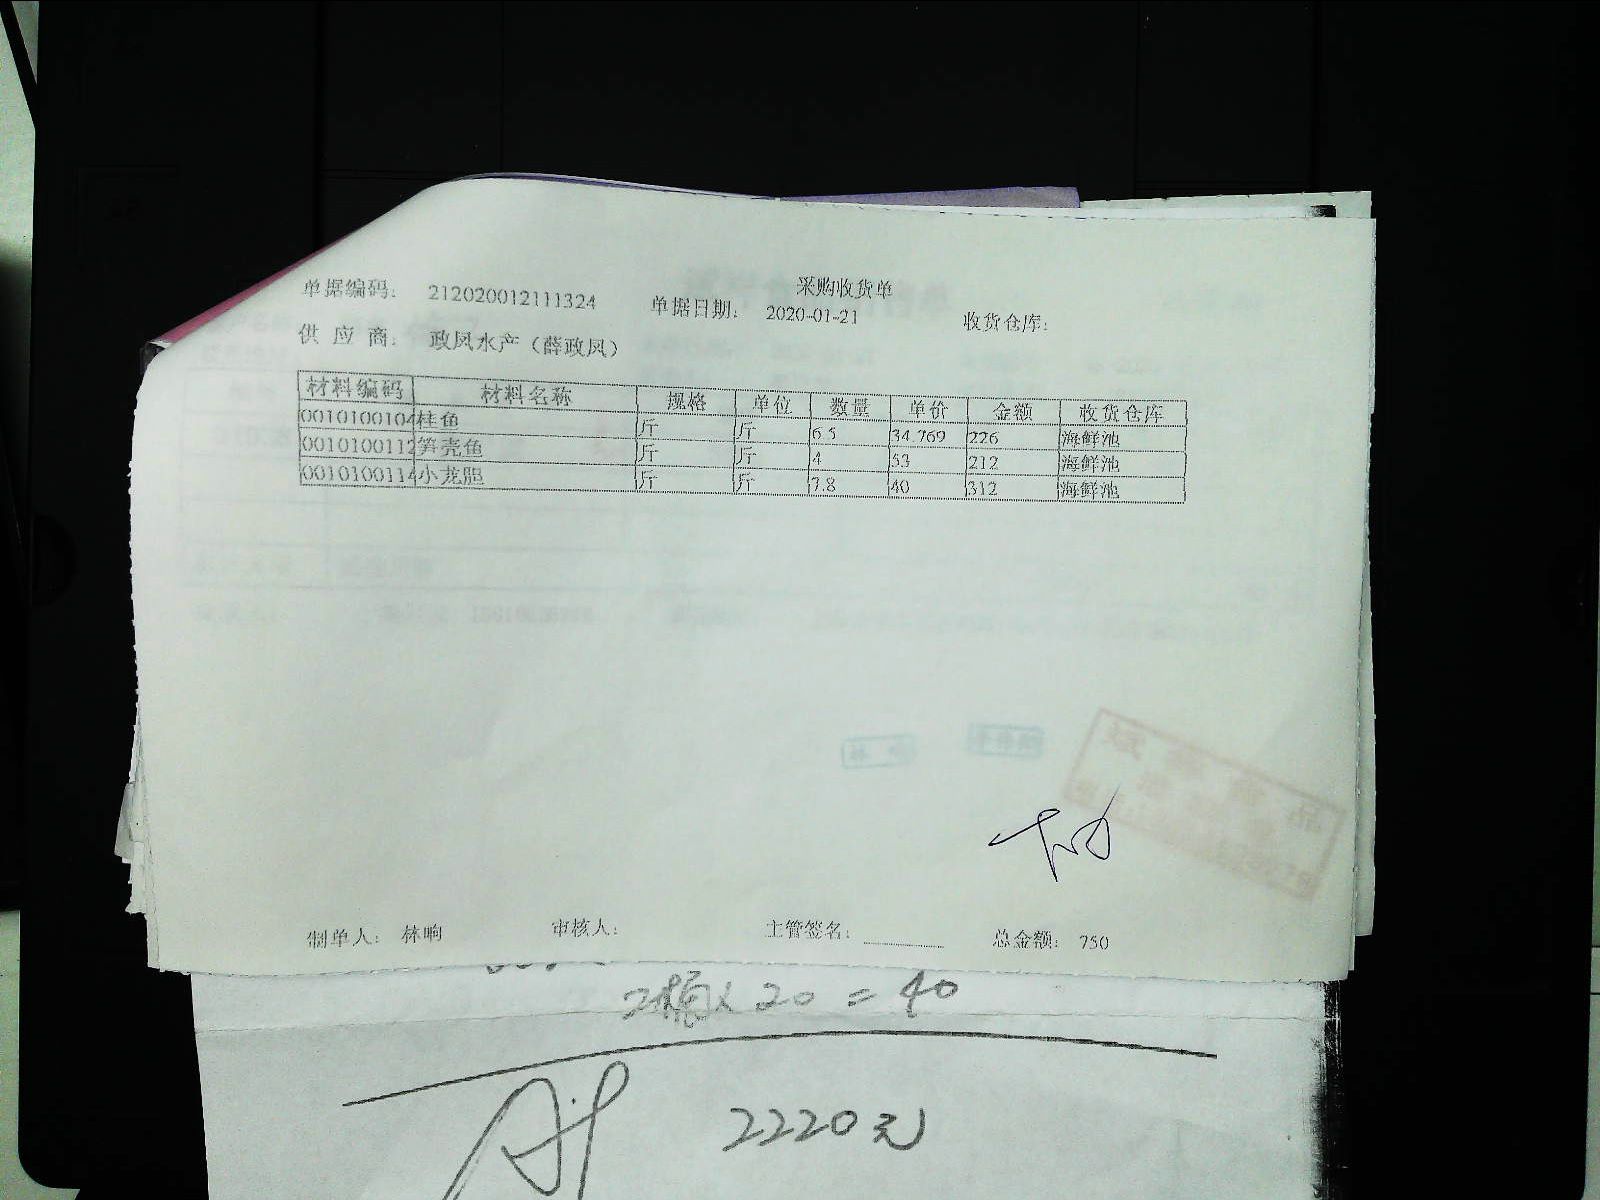 采购收货单
单据编码: 212020012111324 单据日期: 2020-01-21 收货仓库:
供 应 商: 政凤水产（薛政凤）
材料编码 材料名称 规格 单位 数量 单价 金额 收货仓库
0010100104 桂鱼 斤 斤 6.5 34.769 226 海鲜池
0010100112 笋壳鱼 斤 斤 4 53 212 海鲜池
0010100114 小龙胆 斤 斤 7.8 40 312 海鲜池
制单人: 林响 审核人: 主管签名: 总金额: 750
20 = 40
2220元